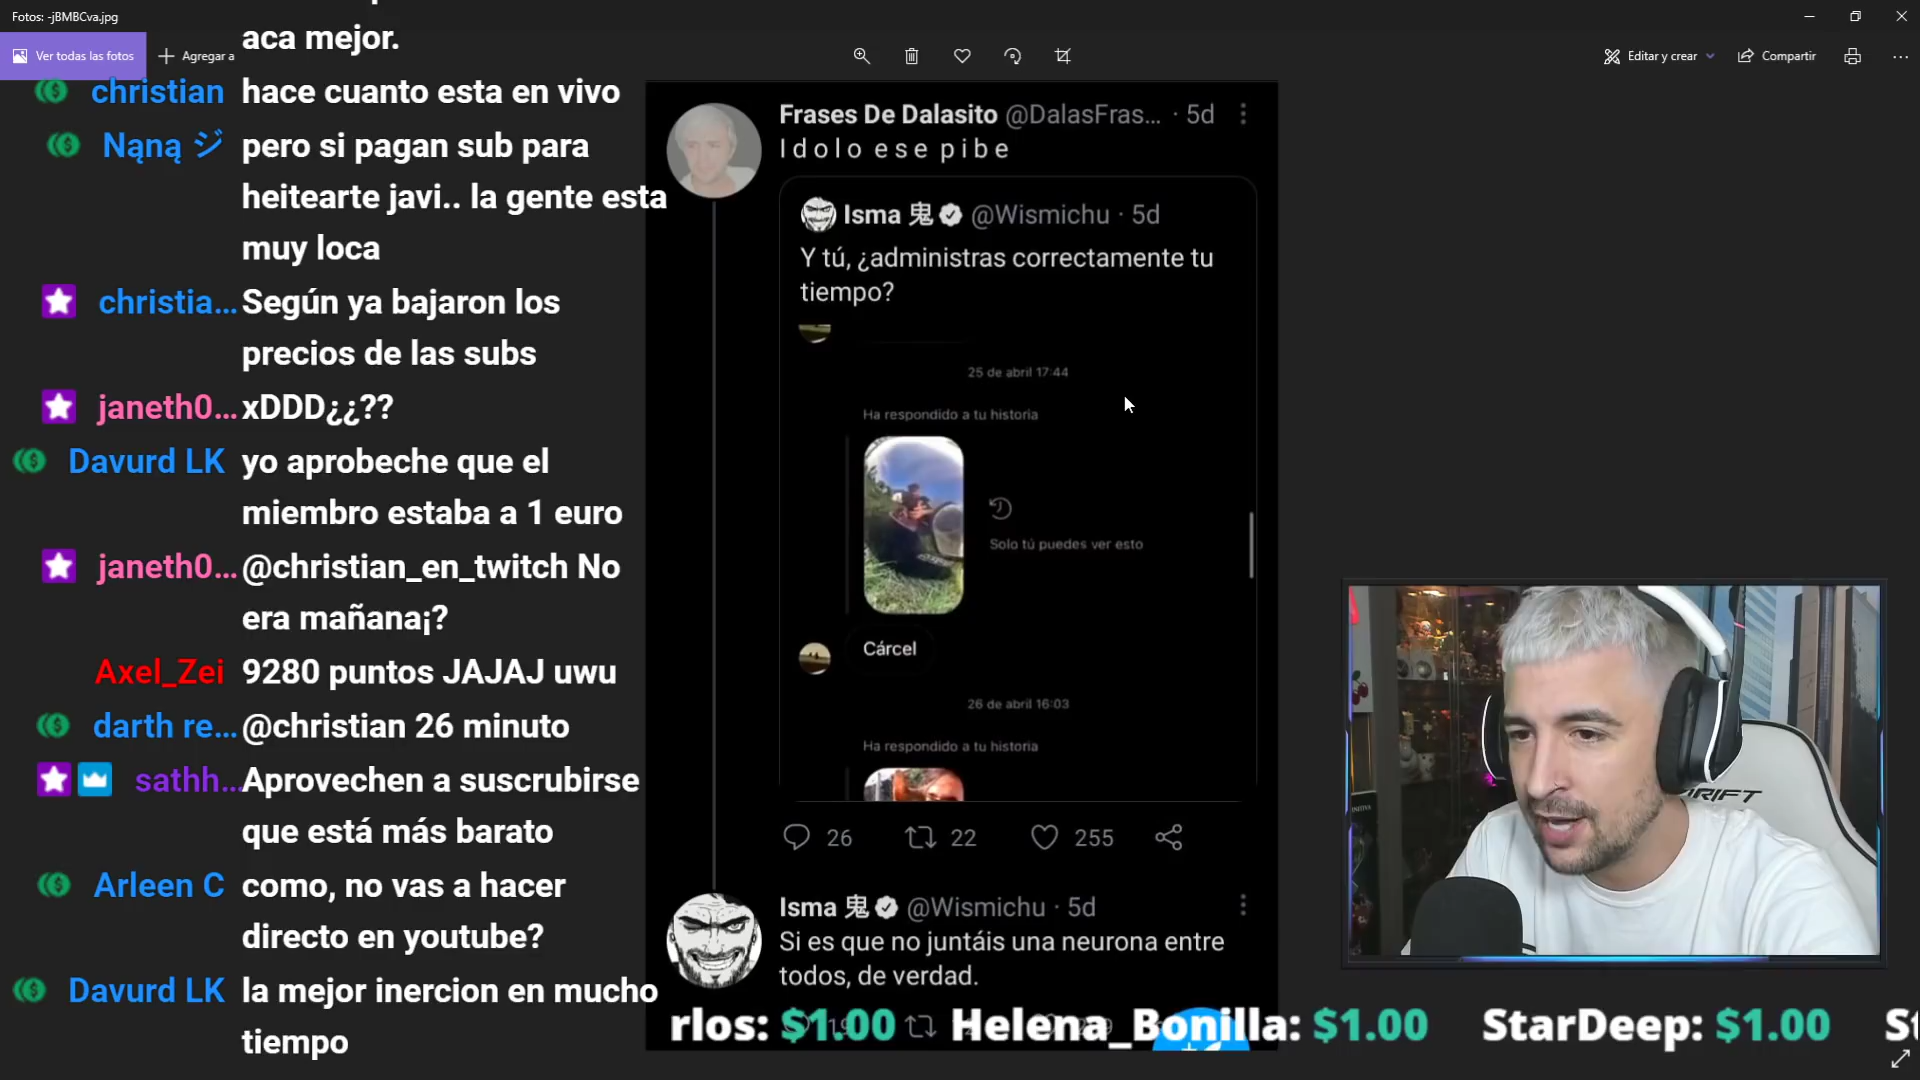 Fotos: -jBMBCva.jpg
Ver todas las fotos
Agregar a
Editar y crear
Compartir
aca mejor.
christian hace cuanto esta en vivo
Nąną ジ pero si pagan sub para
heitearte javi.. la gente esta
muy loca
christia... Según ya bajaron los
precios de las subs
janeth0... xDDD¿¿??
Davurd LK yo aprobeche que el
miembro estaba a 1 euro
janeth0... @christian_en_twitch No
era mañana¡?
Axel_Zei 9280 puntos JAJAJ uwu
darth re... @christian 26 minuto
sathh... Aprovechen a suscrubirse
que está más barato
Arleen C como, no vas a hacer
directo en youtube?
Davurd LK la mejor inercion en mucho
tiempo
Frases De Dalasito @DalasFras... · 5d
I d o l o e s e p i b e
Isma 鬼 @Wismichu · 5d
Y tú, ¿administras correctamente tu
tiempo?
25 de abril 17:44
Ha respondido a tu historia
Solo tú puedes ver esto
Cárcel
26 de abril 16:03
Ha respondido a tu historia
26 22 255
Isma 鬼 @Wismichu · 5d
Si es que no juntáis una neurona entre
todos, de verdad.
rlos: $1.00 Helena_Bonilla: $1.00 StarDeep: $1.00 St